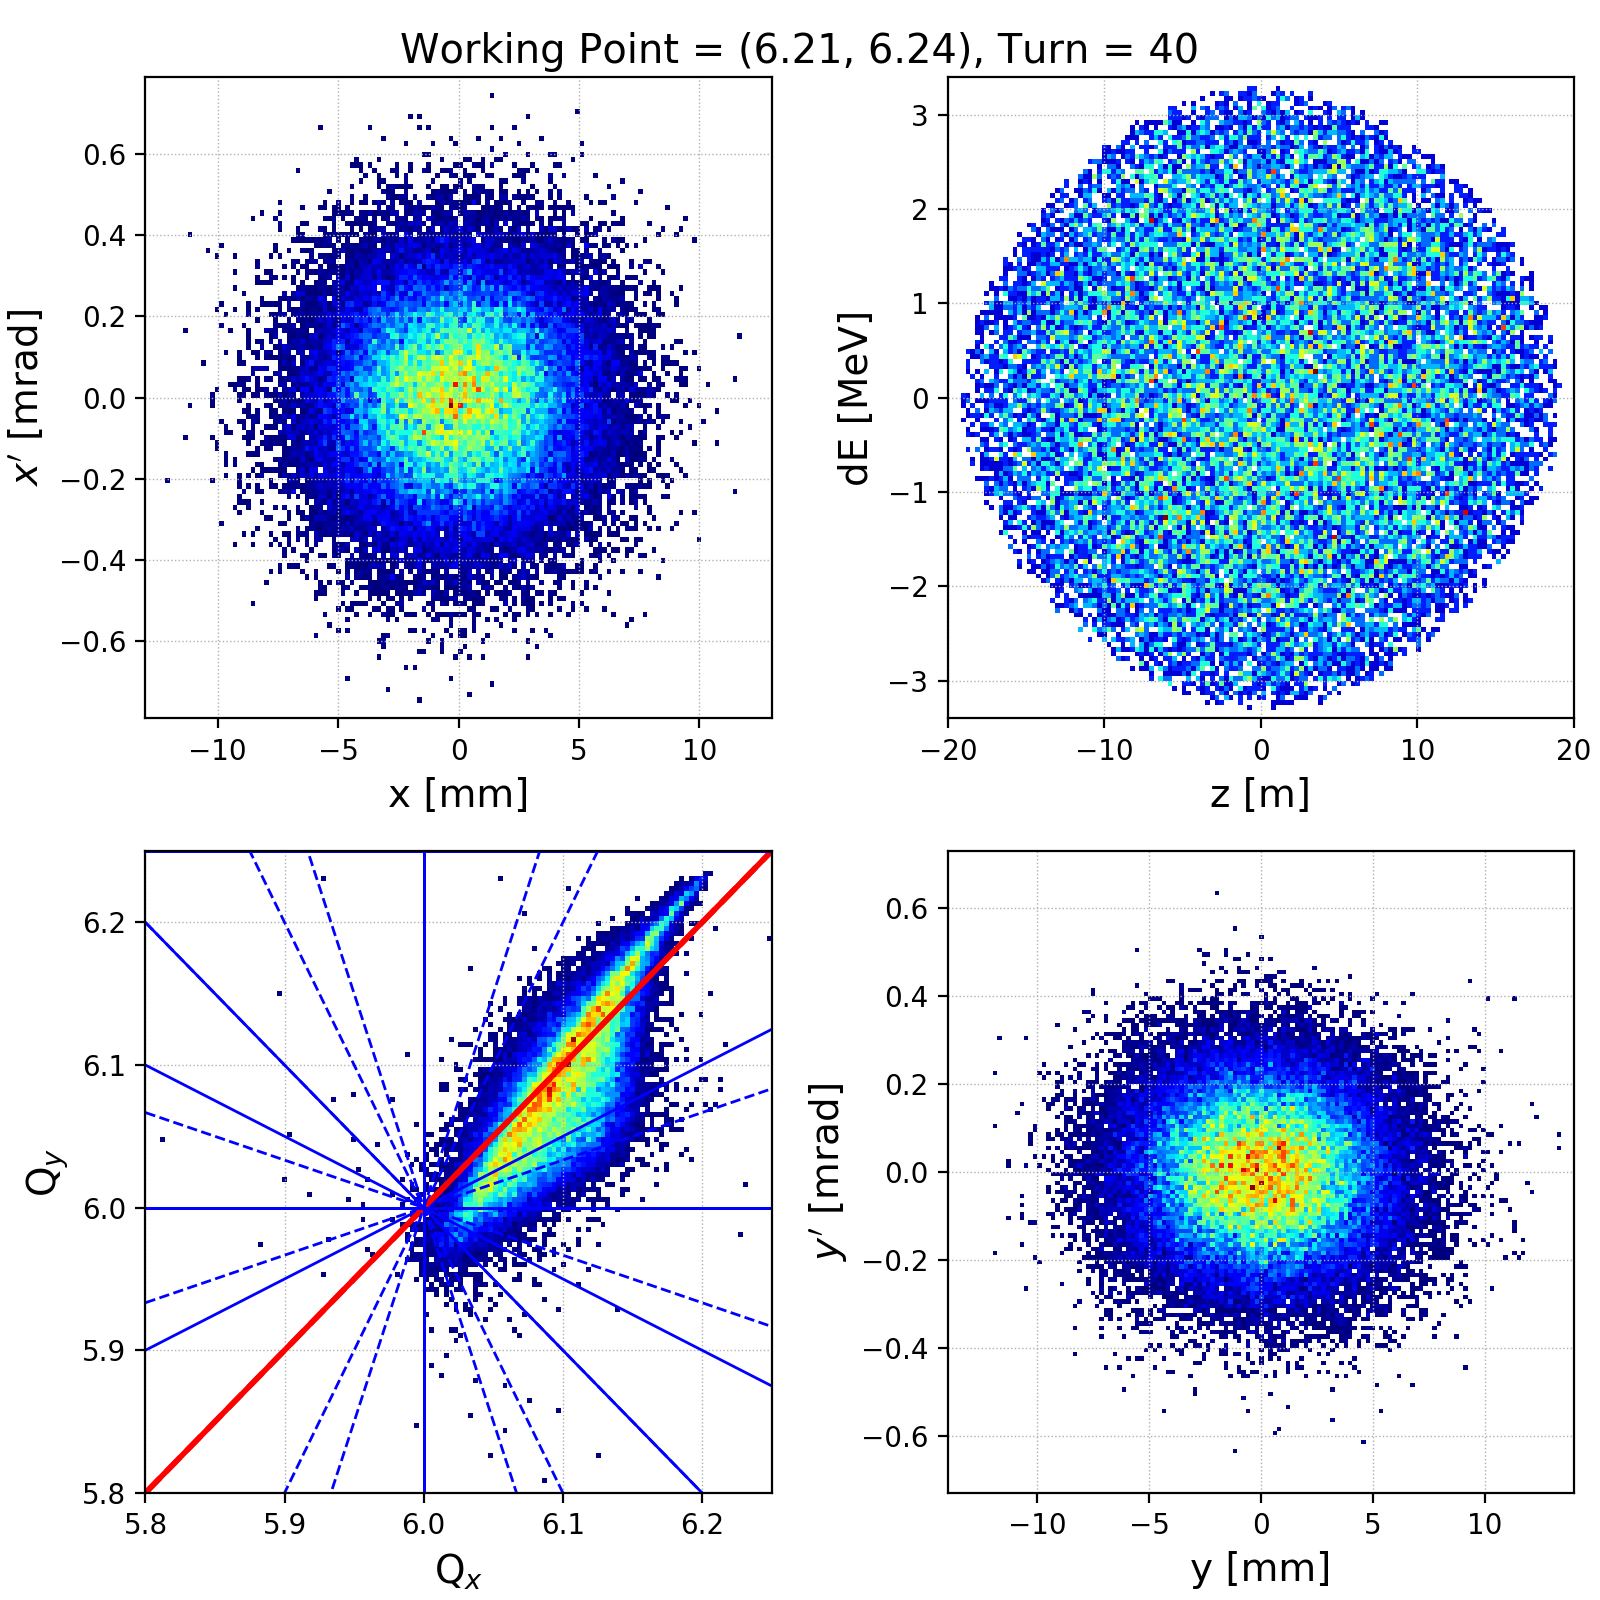 Working Point = (6.21, 6.24), Turn = 40
0.6
0.4
0.2
0.0
−0.2
−0.4
−0.6
x′ [mrad]
−10 −5 0 5 10
x [mm]
3
2
1
0
−1
−2
−3
dE [MeV]
−20 −10 0 10 20
z [m]
6.2
6.1
6.0
5.9
5.8
Qy
5.8 5.9 6.0 6.1 6.2
Qx
0.6
0.4
0.2
0.0
−0.2
−0.4
−0.6
y′ [mrad]
−10 −5 0 5 10
y [mm]